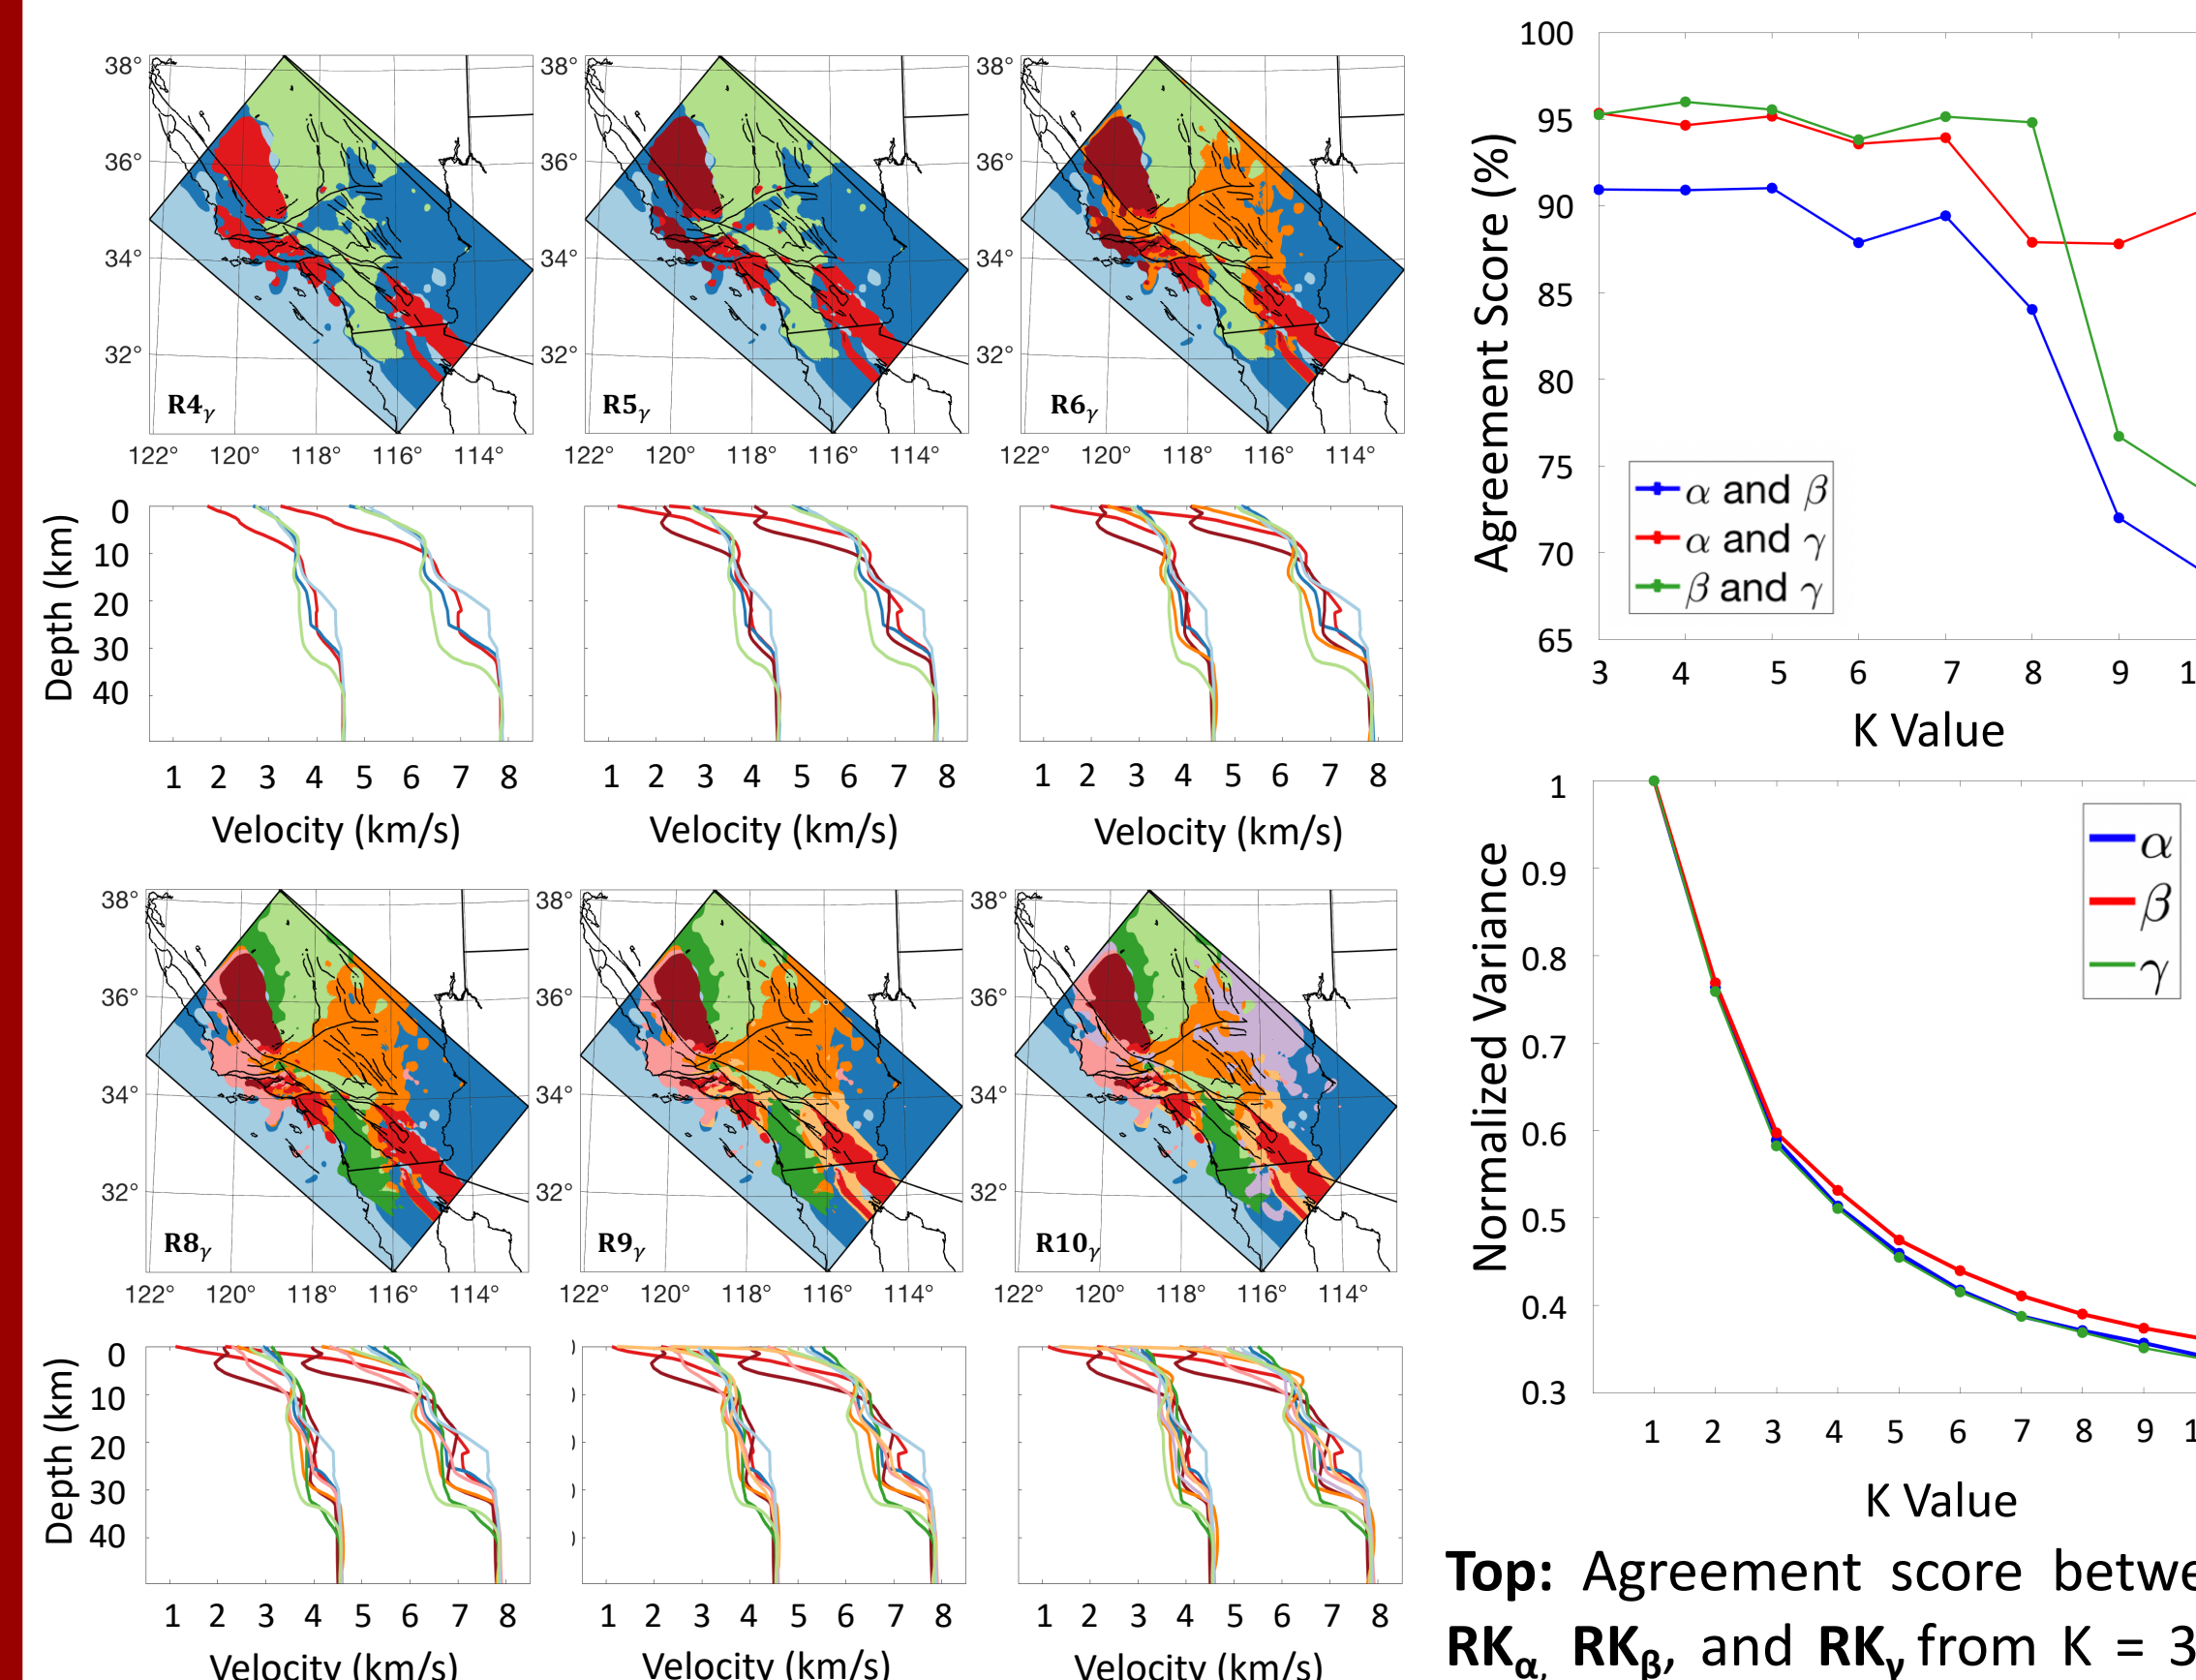 38° 38° 38°
36° 36° 36°
34° 34° 34°
32° 32° 32°
R4γ R5γ R6γ
122° 120° 118° 116° 114° 122° 120° 118° 116° 114° 122° 120° 118° 116° 114°
Depth (km)
0
10
20
30
40
1 2 3 4 5 6 7 8 1 2 3 4 5 6 7 8 1 2 3 4 5 6 7 8
Velocity (km/s) Velocity (km/s) Velocity (km/s)
38° 38° 38°
36° 36° 36°
34° 34° 34°
32° 32° 32°
R8γ R9γ R10γ
122° 120° 118° 116° 114° 122° 120° 118° 116° 114° 122° 120° 118° 116° 114°
Depth (km)
0
10
20
30
40
1 2 3 4 5 6 7 8 1 2 3 4 5 6 7 8 1 2 3 4 5 6 7 8
Velocity (km/s) Velocity (km/s) Velocity (km/s)
Agreement Score (%)
100
95
90
85
80
75
70
65
α and β
α and γ
β and γ
3 4 5 6 7 8 9 1
K Value
Normalized Variance
1
0.9
0.8
0.7
0.6
0.5
0.4
0.3
α
β
γ
1 2 3 4 5 6 7 8 9 1
K Value
Top: Agreement score betwe
RKα, RKβ, and RKγ from K = 3